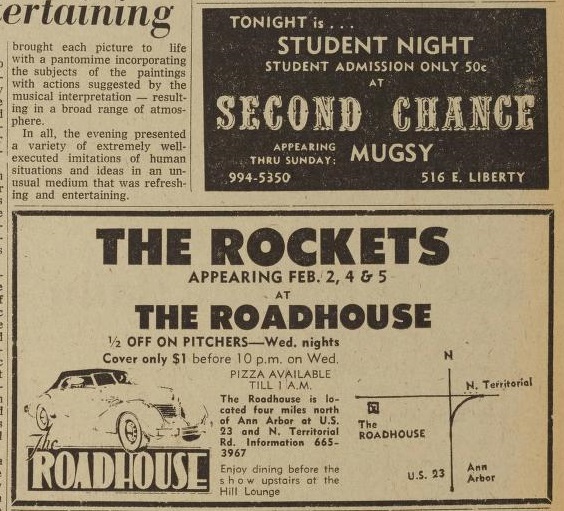 ertaining
brought each picture to life
with a pantomime incorporating
the subjects of the paintings
with actions suggested by the
musical interpretation — result-
ing in a broad range of atmos-
phere.
In all, the evening presented
a variety of extremely well-
executed imitations of human
situations and ideas in an un-
usual medium that was refresh-
ing and entertaining.
TONIGHT is . . .
STUDENT NIGHT
STUDENT ADMISSION ONLY 50c
AT
SECOND CHANCE
APPEARING
THRU SUNDAY: MUGSY
994-5350 516 E. LIBERTY
THE ROCKETS
APPEARING FEB. 2, 4 & 5
AT
THE ROADHOUSE
½ OFF ON PITCHERS—Wed. nights
Cover only $1 before 10 p.m. on Wed.
PIZZA AVAILABLE
TILL 1 A.M.
The Roadhouse is lo-
cated four miles north
of Ann Arbor at U.S.
23 and N. Territorial
Rd. Information 665-
3967
Enjoy dining before the
show upstairs at the
Hill Lounge
The
ROADHOUSE
N
N. Territorial
The
ROADHOUSE
U.S. 23
Ann
Arbor